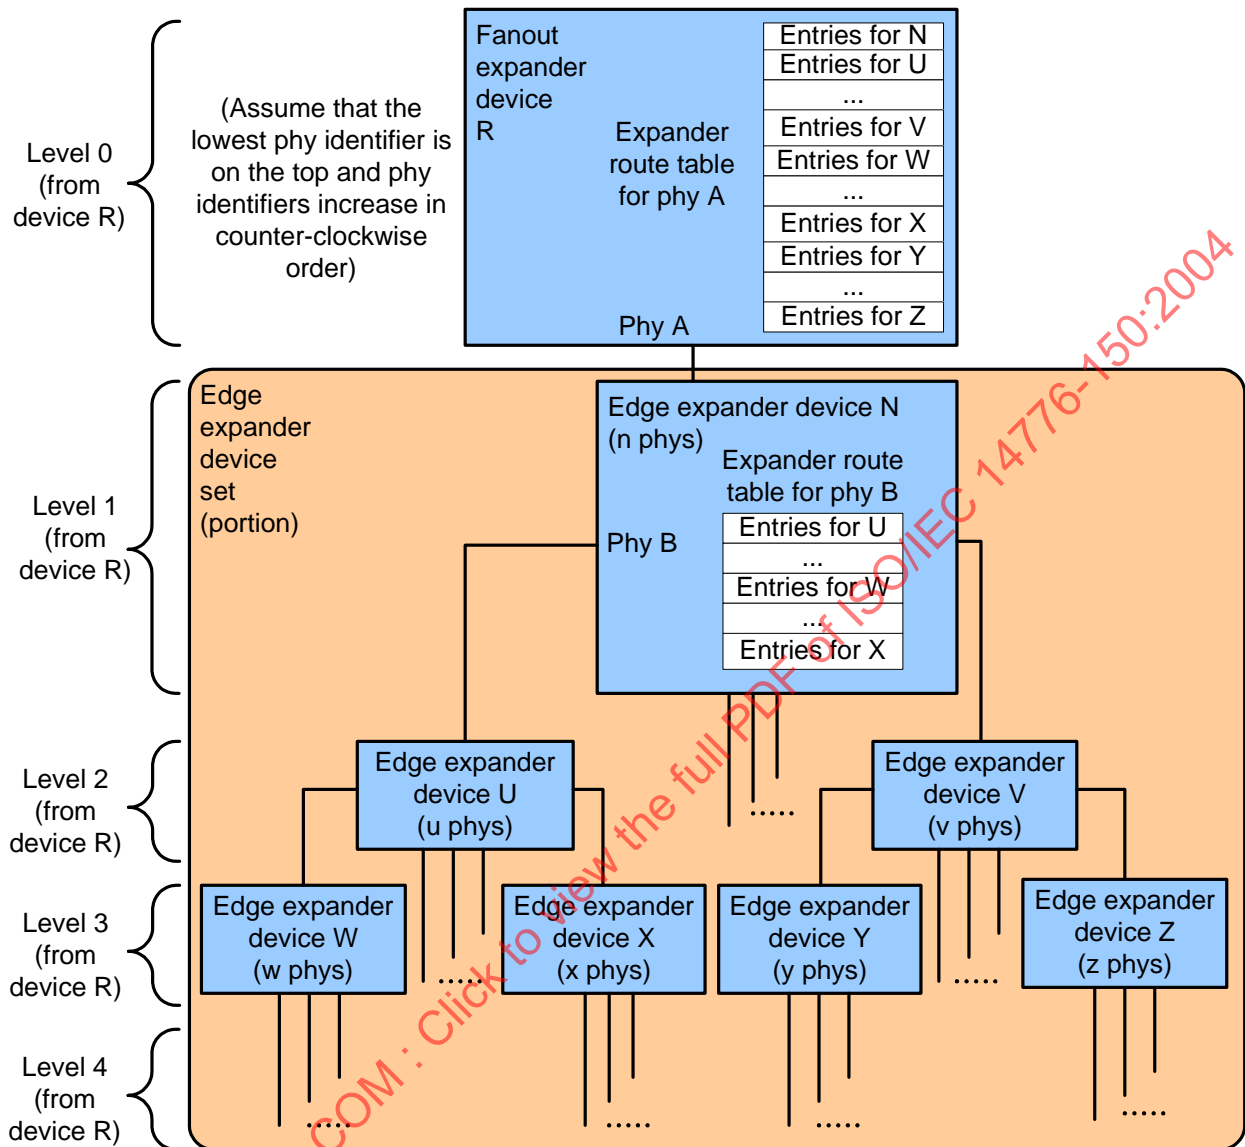 Fanout
expander
device
R
Entries for N
Entries for U
...
Entries for V
Entries for W
...
Entries for X
Entries for Y
...
Entries for Z
Expander
route table
for phy A
Phy A
(Assume that the
lowest phy identifier is
on the top and phy
identifiers increase in
counter-clockwise
order)
Level 0
(from
device R)
Edge
expander
device
set
(portion)
Edge expander device N
(n phys)
Expander route
table for phy B
Entries for U
...
Entries for W
...
Entries for X
Phy B
Level 1
(from
device R)
Level 2
(from
device R)
Edge expander
device U
(u phys)
.....
Edge expander
device V
(v phys)
Level 3
(from
device R)
Edge expander
device W
(w phys)
.....
Edge expander
device X
(x phys)
Edge expander
device Y
(y phys)
.....
Edge expander
device Z
(z phys)
Level 4
(from
device R)
.....
.....
.....
.....
COM : Click to view the full PDF of ISO/IEC 14776-150:2004